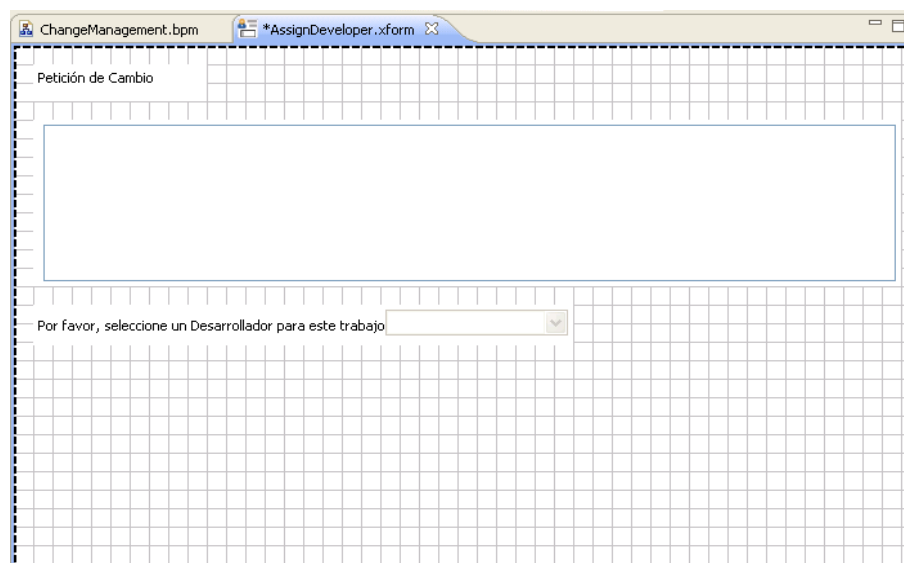 ChangeManagement.bpm
*AssignDeveloper.xform
Petición de Cambio
Por favor, seleccione un Desarrollador para este trabajo